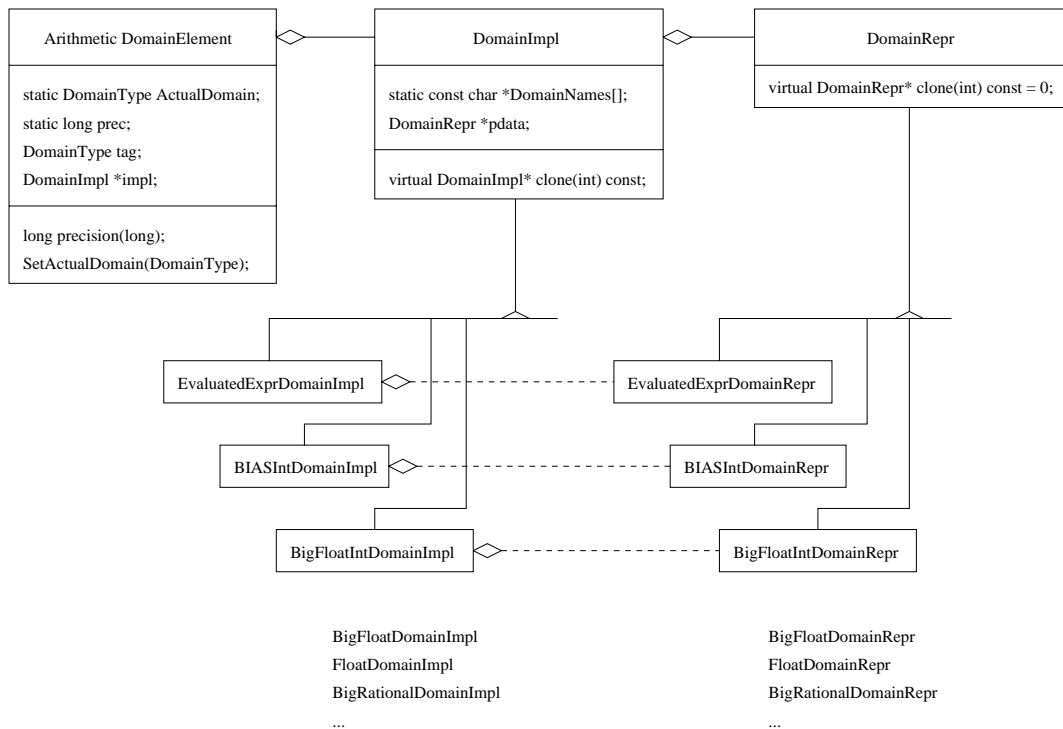 Arithmetic DomainElement
static DomainType ActualDomain;
static long prec;
DomainType tag;
DomainImpl *impl;
long precision(long);
SetActualDomain(DomainType);
DomainImpl
static const char *DomainNames[];
DomainRepr *pdata;
virtual DomainImpl* clone(int) const;
DomainRepr
virtual DomainRepr* clone(int) const = 0;
EvaluatedExprDomainImpl
EvaluatedExprDomainRepr
BIASIntDomainImpl
BIASIntDomainRepr
BigFloatIntDomainImpl
BigFloatIntDomainRepr
BigFloatDomainImpl
FloatDomainImpl
BigRationalDomainImpl
...
BigFloatDomainRepr
FloatDomainRepr
BigRationalDomainRepr
...